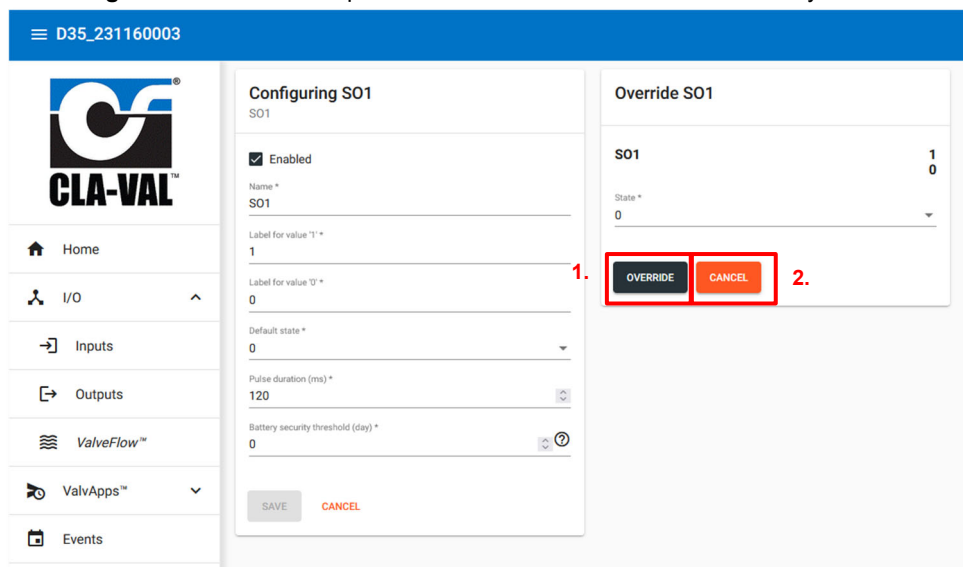 D35_231160003
®
CLA-VAL™
Home
I/O
Inputs
Outputs
ValveFlow™
ValvApps™
Events
Configuring SO1
SO1
Enabled
Name *
SO1
Label for value '1' *
1
Label for value '0' *
0
Default state *
0
Pulse duration (ms) *
120
Battery security threshold (day) *
0
SAVE CANCEL
Override SO1
SO1 1
0
State *
0
1. OVERRIDE CANCEL 2.